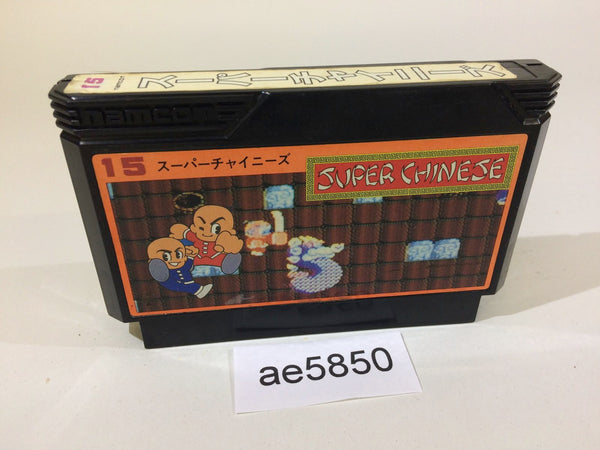 15 namcot スーパーチャイニーズ
namcot
15 スーパーチャイニーズ
SUPER CHINESE
ae5850